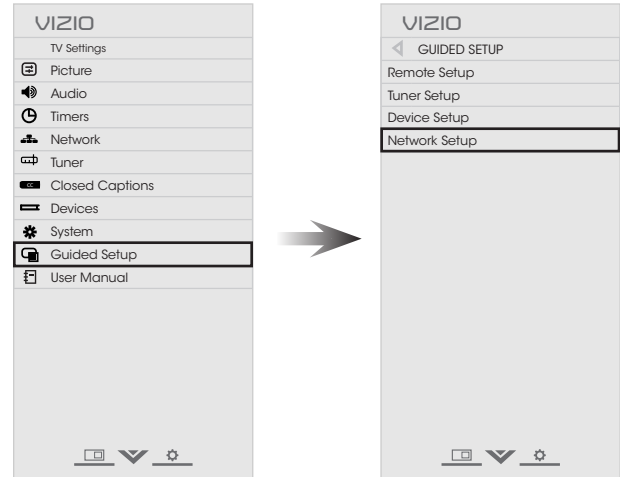 VIZIO
TV Settings
Picture
Audio
Timers
Network
Tuner
CC Closed Captions
Devices
System
Guided Setup
User Manual
VIZIO
GUIDED SETUP
Remote Setup
Tuner Setup
Device Setup
Network Setup